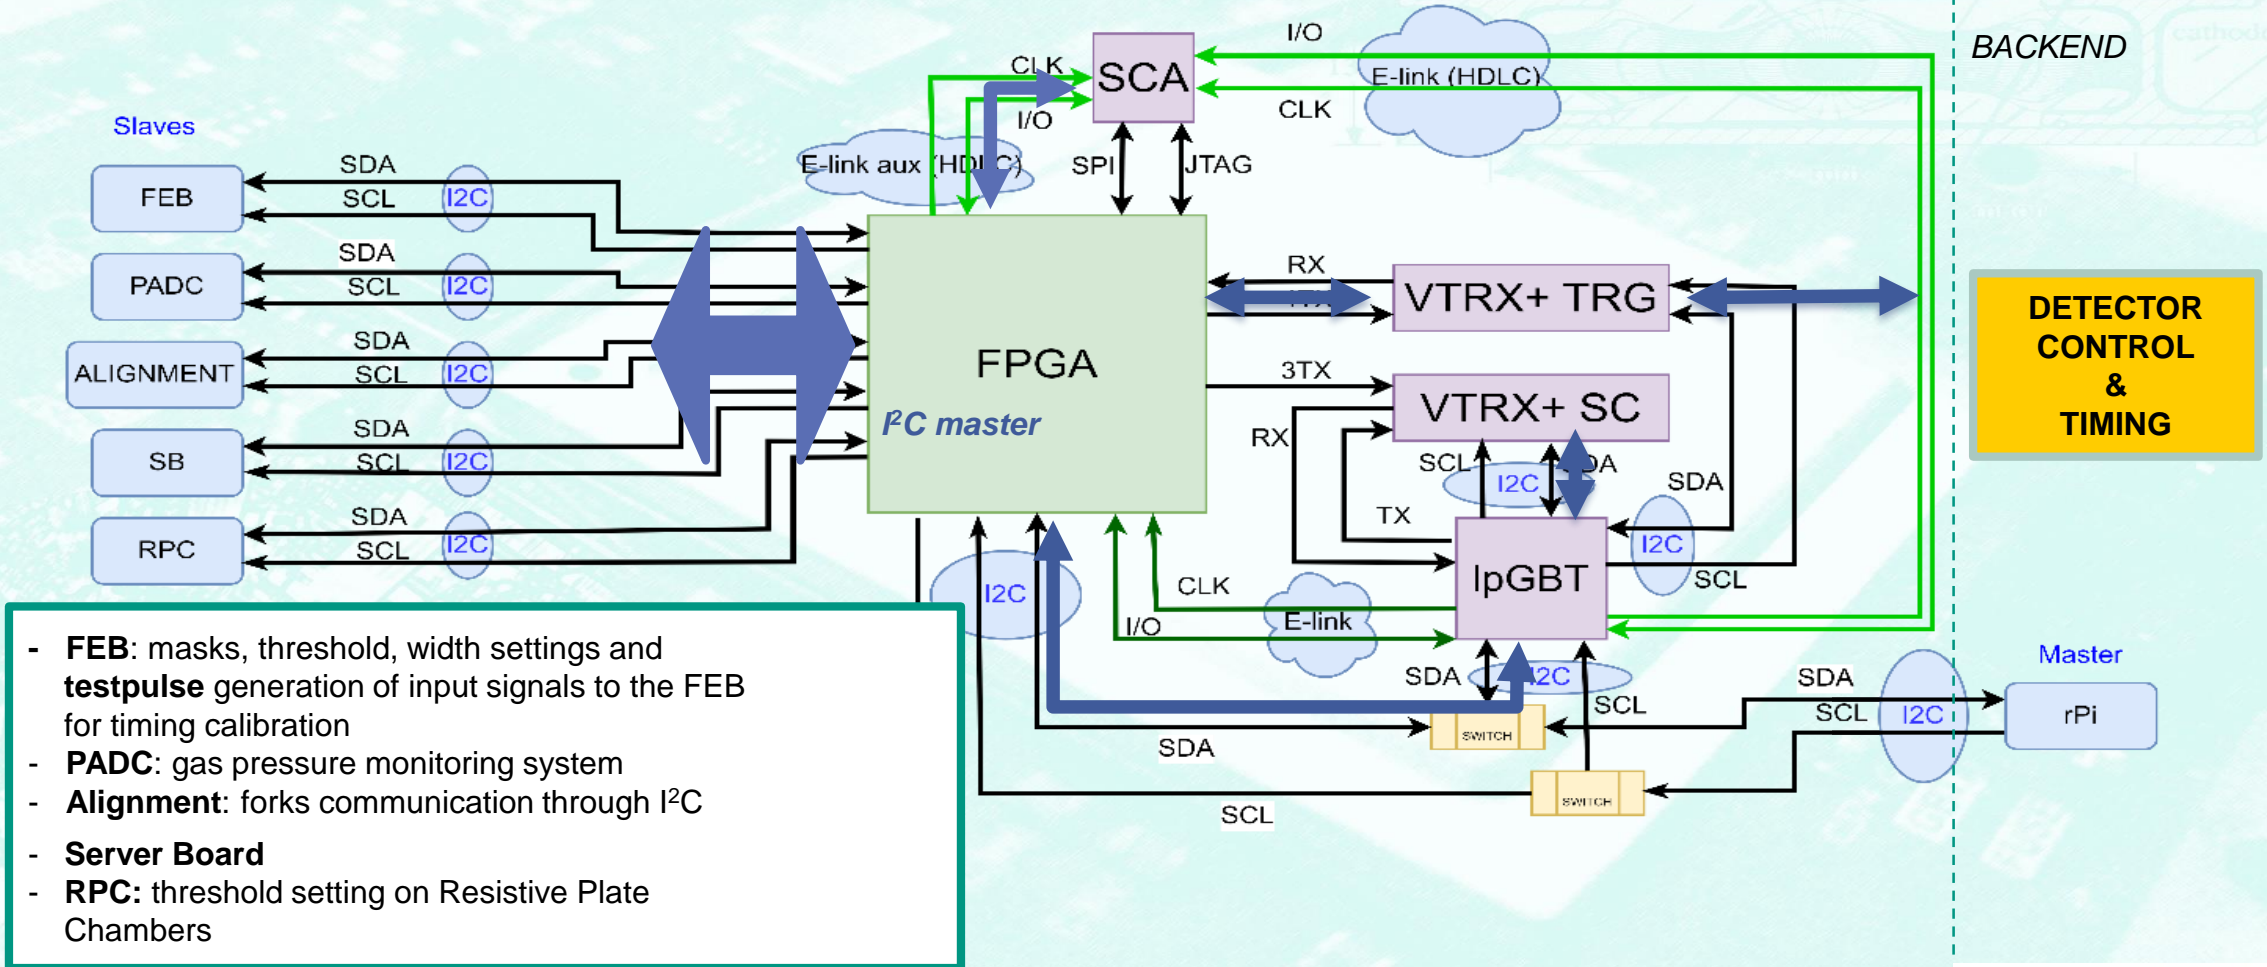 BACKEND
I/O
E-link (HDLC)
CLK
CLK
SCA
I/O
E-link aux (HDLC)
SPI
JTAG
Slaves
FEB
SDA
SCL
I2C
PADC
SDA
SCL
I2C
ALIGNMENT
SDA
SCL
I2C
SB
SDA
SCL
I2C
RPC
SDA
SCL
I2C
FPGA
I²C master
RX
VTRX+ TRG
3TX
VTRX+ SC
RX
TX
SCL
SDA
I2C
SDA
I2C
SCL
lpGBT
CLK
I/O
E-link
I2C
SDA
I2C
SCL
SDA
SWITCH
SCL
SWITCH
SDA
SCL
I2C
Master
rPi
DETECTOR
CONTROL
&
TIMING
- FEB: masks, threshold, width settings and
testpulse generation of input signals to the FEB
for timing calibration
- PADC: gas pressure monitoring system
- Alignment: forks communication through I²C
- Server Board
- RPC: threshold setting on Resistive Plate
Chambers